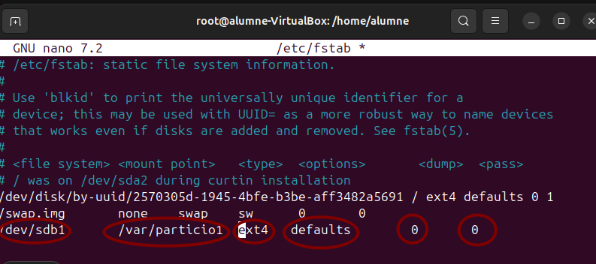 root@alumne-VirtualBox: /home/alumne
GNU nano 7.2 /etc/fstab *
# /etc/fstab: static file system information.
#
# Use 'blkid' to print the universally unique identifier for a
# device; this may be used with UUID= as a more robust way to name devices
# that works even if disks are added and removed. See fstab(5).
#
# <file system> <mount point> <type> <options> <dump> <pass>
# / was on /dev/sda2 during curtin installation
/dev/disk/by-uuid/2570305d-1945-4bfe-b3be-aff3482a5691 / ext4 defaults 0 1
/swap.img none swap sw 0 0
/dev/sdb1 /var/particio1 ext4 defaults 0 0